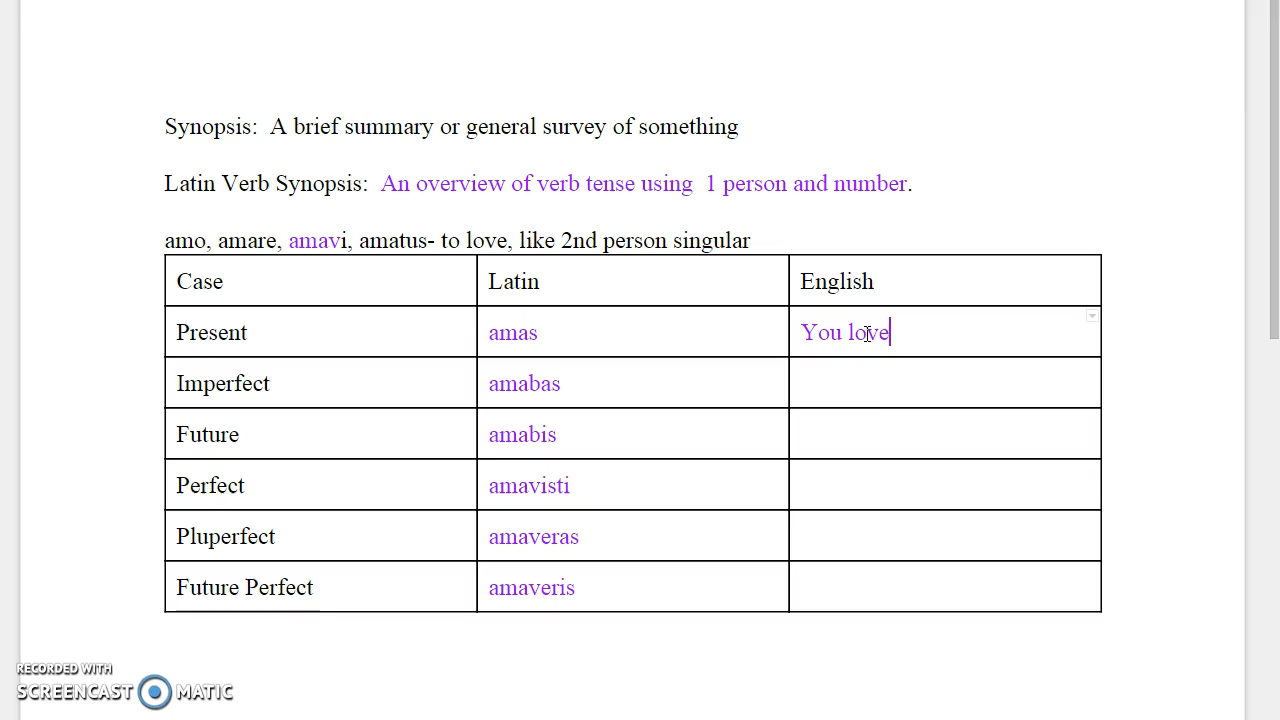 Synopsis:  A brief summary or general survey of something
Latin Verb Synopsis:  An overview of verb tense using  1 person and number.
amo, amare, amavi, amatus- to love, like 2nd person singular
Case Latin English
Present amas You love
Imperfect amabas
Future amabis
Perfect amavisti
Pluperfect amaveras
Future Perfect amaveris
RECORDED WITH
SCREENCAST MATIC